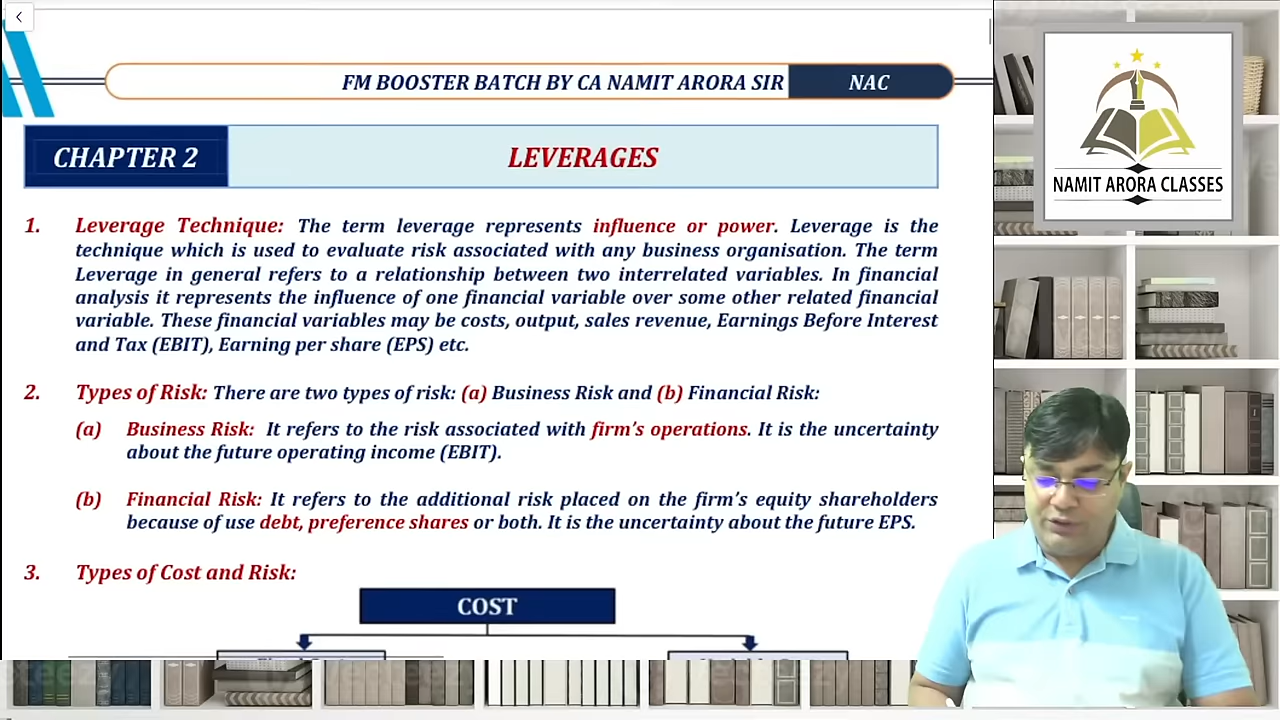 FM BOOSTER BATCH BY CA NAMIT ARORA SIR NAC
CHAPTER 2 LEVERAGES
1. Leverage Technique: The term leverage represents influence or power. Leverage is the
technique which is used to evaluate risk associated with any business organisation. The term
Leverage in general refers to a relationship between two interrelated variables. In financial
analysis it represents the influence of one financial variable over some other related financial
variable. These financial variables may be costs, output, sales revenue, Earnings Before Interest
and Tax (EBIT), Earning per share (EPS) etc.
2. Types of Risk: There are two types of risk: (a) Business Risk and (b) Financial Risk:
(a) Business Risk: It refers to the risk associated with firm's operations. It is the uncertainty
about the future operating income (EBIT).
(b) Financial Risk: It refers to the additional risk placed on the firm's equity shareholders
because of use debt, preference shares or both. It is the uncertainty about the future EPS.
3. Types of Cost and Risk:
COST
NAMIT ARORA CLASSES